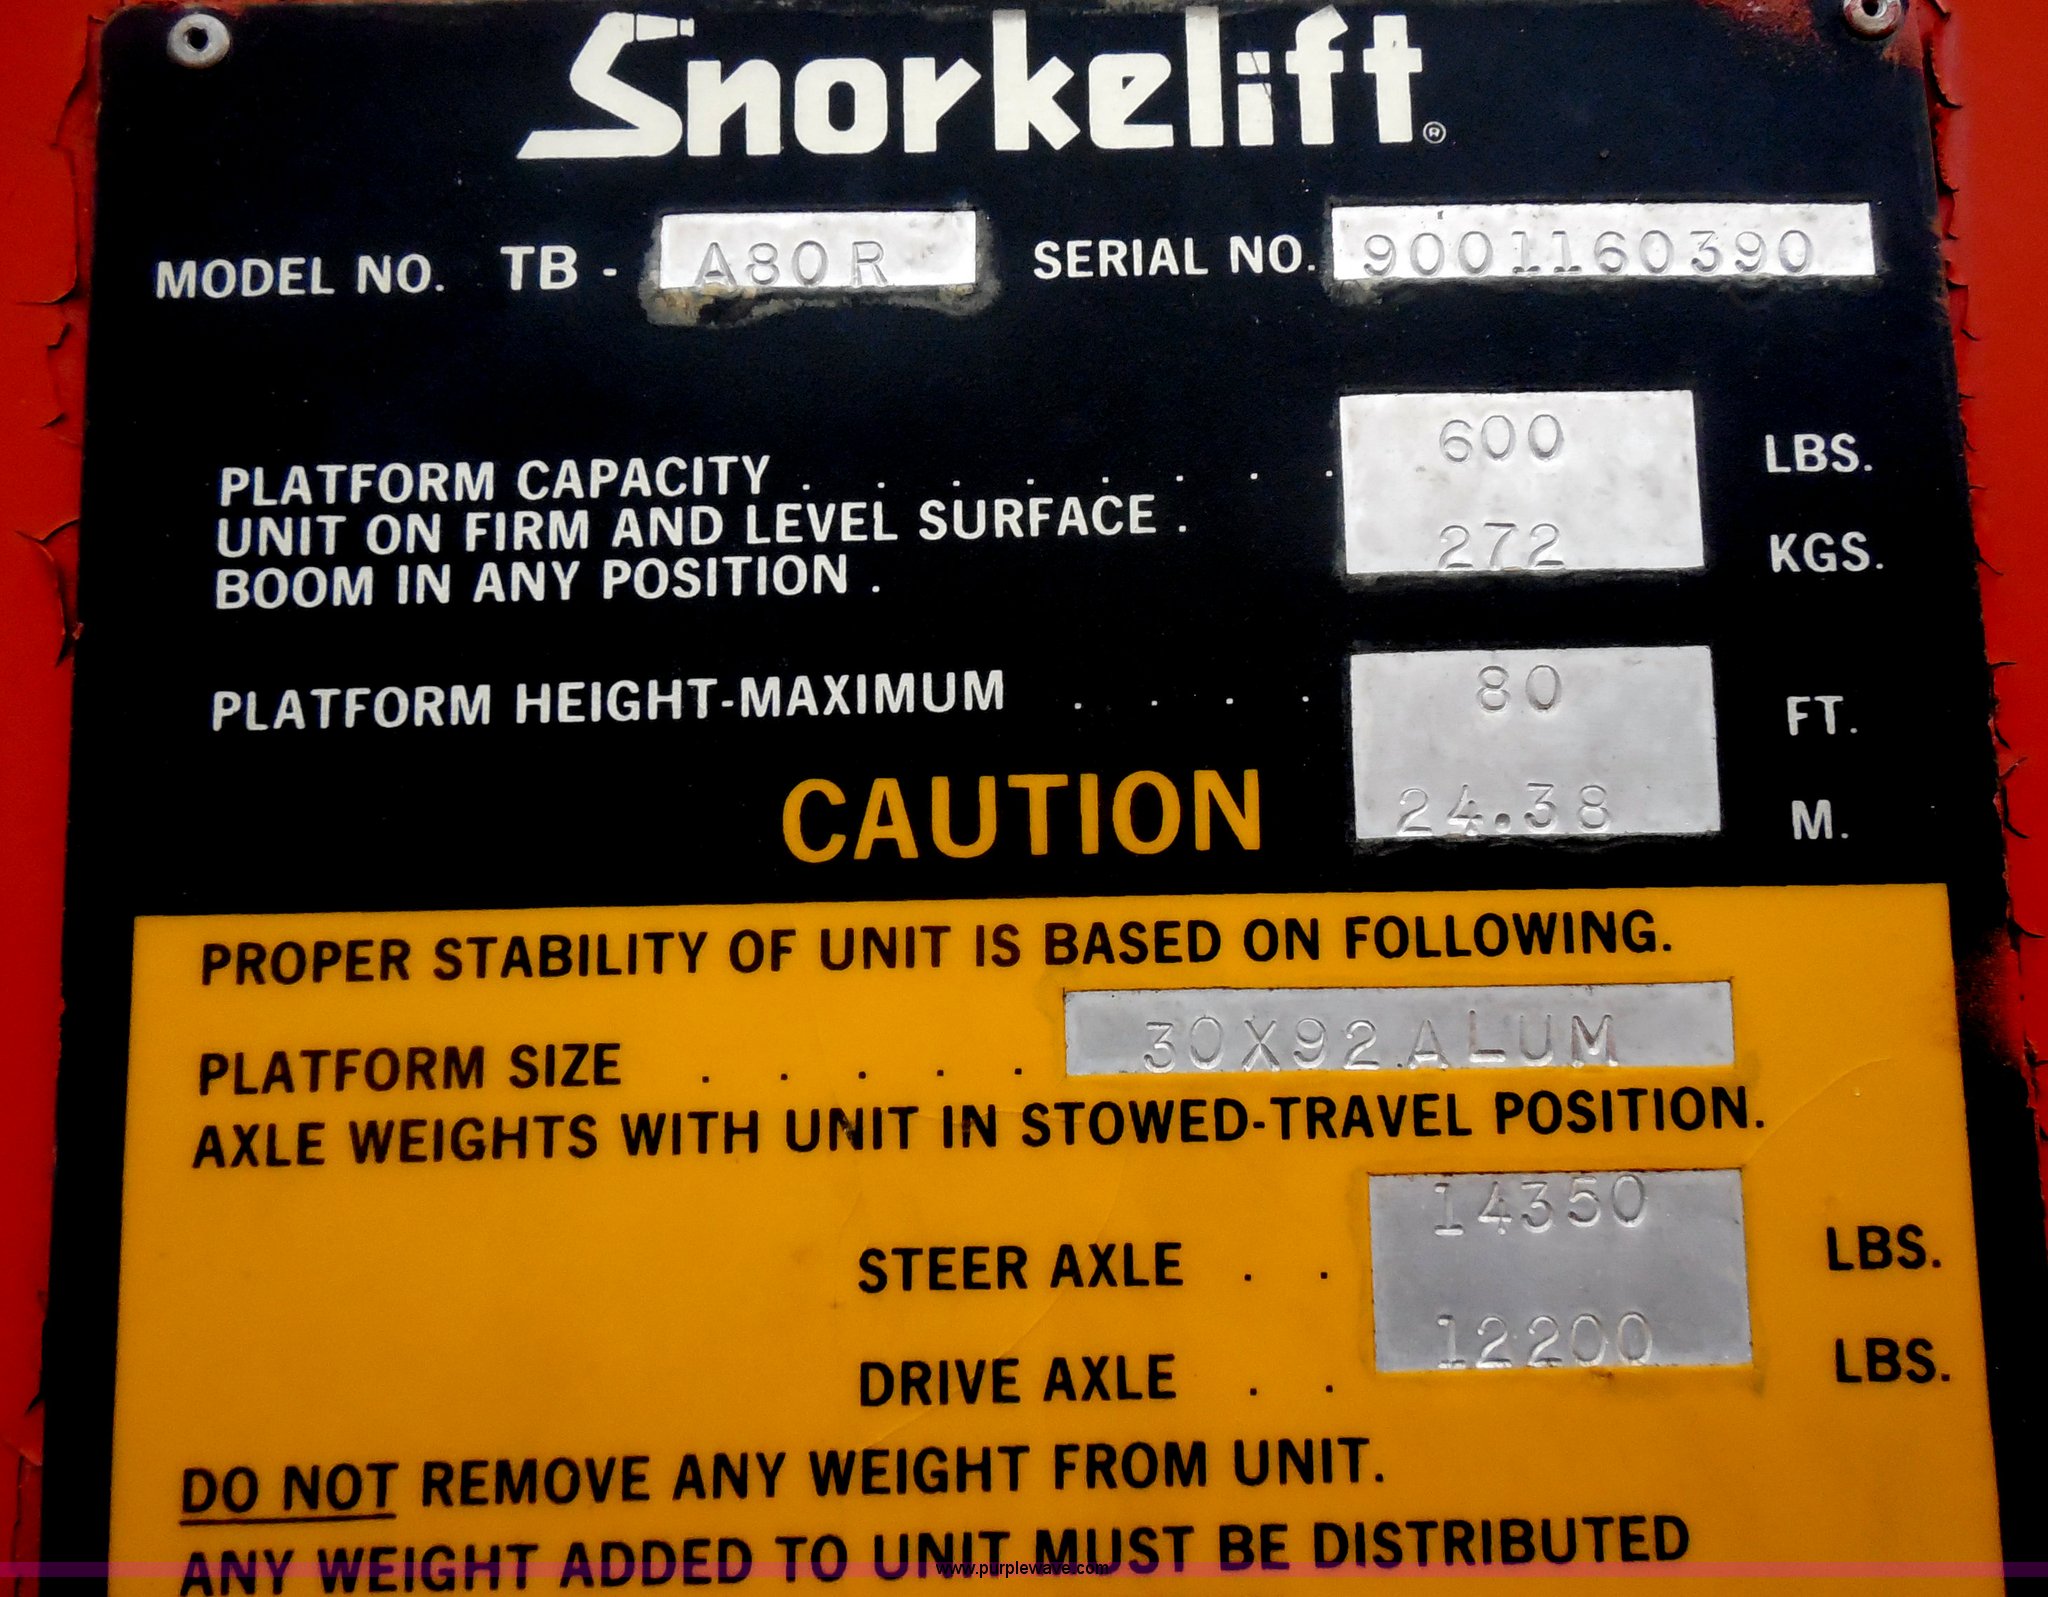 Snorkelift®
MODEL NO. TB - A80R SERIAL NO. 9001160390
PLATFORM CAPACITY . . . . . . . . 600 LBS.
UNIT ON FIRM AND LEVEL SURFACE .
272 KGS.
BOOM IN ANY POSITION .
PLATFORM HEIGHT-MAXIMUM . . . . 80 FT.
24.38 M.
CAUTION
PROPER STABILITY OF UNIT IS BASED ON FOLLOWING.
PLATFORM SIZE . . . . . 30X92 ALUM
AXLE WEIGHTS WITH UNIT IN STOWED-TRAVEL POSITION.
STEER AXLE . . 14350 LBS.
DRIVE AXLE . . 12200 LBS.
DO NOT REMOVE ANY WEIGHT FROM UNIT.
ANY WEIGHT ADDED TO UNIT MUST BE DISTRIBUTED
www.purplewave.com